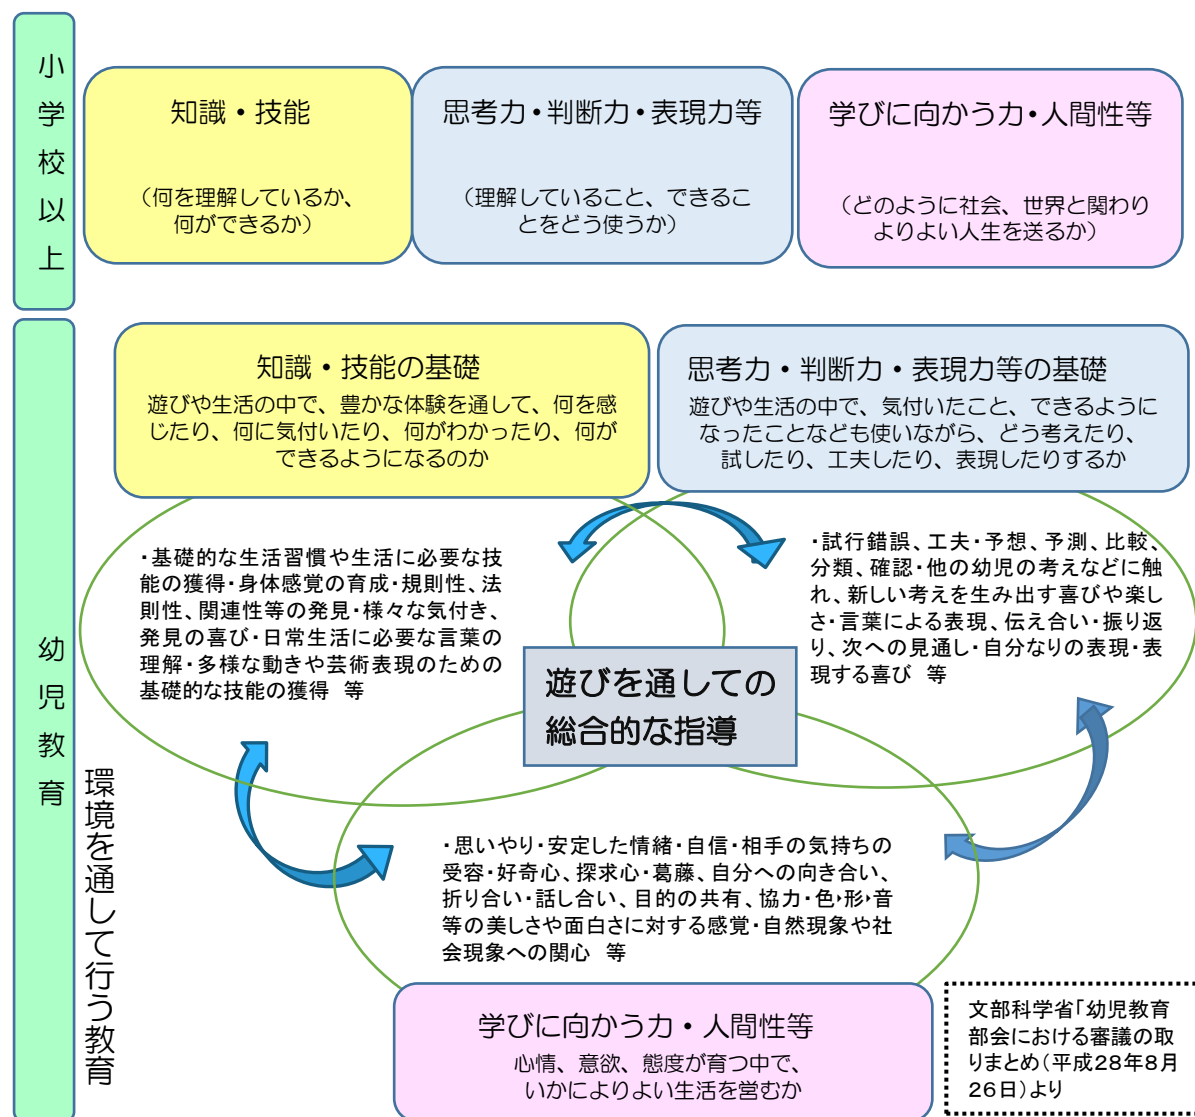 小学校以上
知識・技能
（何を理解しているか、
何ができるか）
思考力・判断力・表現力等
（理解していること、できるこ
とをどう使うか）
学びに向かう力・人間性等
（どのように社会、世界と関わり
よりよい人生を送るか）
幼児教育
環境を通して行う教育
知識・技能の基礎
遊びや生活の中で、豊かな体験を通して、何を感
じたり、何に気付いたり、何がわかったり、何が
できるようになるのか
思考力・判断力・表現力等の基礎
遊びや生活の中で、気付いたこと、できるように
なったことなども使いながら、どう考えたり、
試したり、工夫したり、表現したりするか
・基礎的な生活習慣や生活に必要な技
能の獲得・身体感覚の育成・規則性、法
則性、関連性等の発見・様々な気付き、
発見の喜び・日常生活に必要な言葉の
理解・多様な動きや芸術表現のための
基礎的な技能の獲得　等
・試行錯誤、工夫・予想、予測、比較、
分類、確認・他の幼児の考えなどに触
れ、新しい考えを生み出す喜びや楽し
さ・言葉による表現、伝え合い・振り返
り、次への見通し・自分なりの表現・表
現する喜び　等
遊びを通しての
総合的な指導
・思いやり・安定した情緒・自信・相手の気持ちの
受容・好奇心、探求心・葛藤、自分への向き合い、
折り合い・話し合い、目的の共有、協力・色・形・音
等の美しさや面白さに対する感覚・自然現象や社
会現象への関心　等
学びに向かう力・人間性等
心情、意欲、態度が育つ中で、
いかによりよい生活を営むか
文部科学省「幼児教育
部会における審議の取
りまとめ（平成28年8月
26日）より